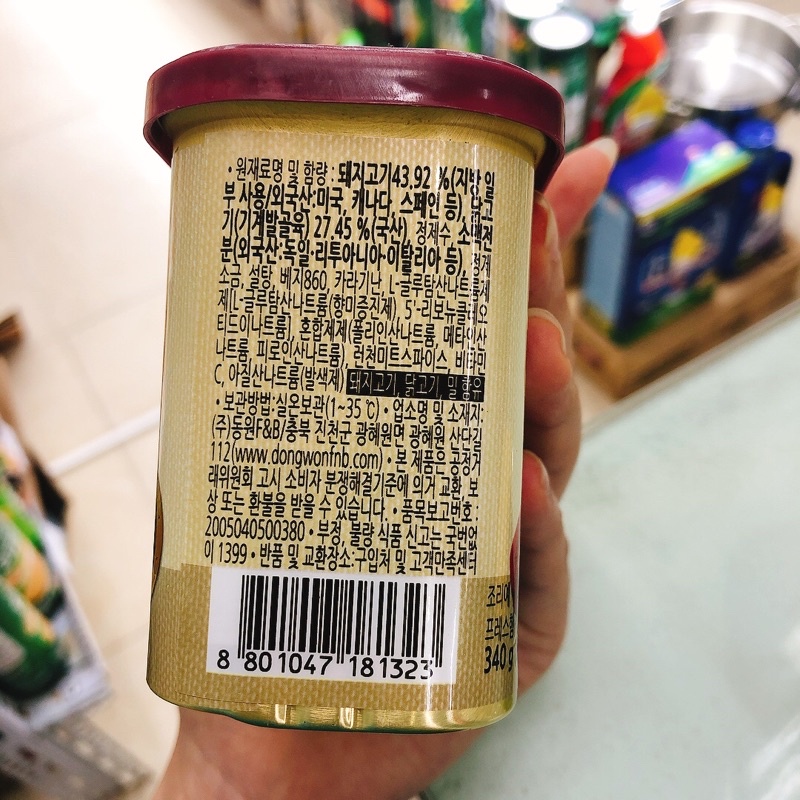 • 원재료명 및 함량 : 돼지고기43.92 %(지방일
부 사용/외국산:미국, 캐나다, 스페인 등), 닭고
기(기계발골육) 27.45 %(국산), 정제수, 소맥전
분(외국산:독일·리투아니아·이탈리아 등), 정제
소금, 설탕, 베지860, 카라기난, L-글루탐산나트륨제
제[L-글루탐산나트륨(향미증진제), 5'-리보뉴클레오
티드이나트륨], 혼합제제(폴리인산나트륨, 메타인산
나트륨, 피로인산나트륨), 런천미트스파이스, 비타민
C, 아질산나트륨(발색제) 돼지고기, 닭고기, 밀 함유
• 보관방법:실온보관(1~35 ℃) • 업소명 및 소재지:
(주)동원F&B/충북 진천군 광혜원면 광혜원 산단길
112(www.dongwonfnb.com) • 본 제품은 공정거
래위원회 고시 소비자 분쟁해결기준에 의거 교환, 보
상 또는 환불을 받을 수 있습니다. • 품목보고번호 :
2005040500380 • 부정, 불량 식품 신고는 국번없
이 1399 • 반품 및 교환장소:구입처 및 고객만족센터
8 801047 181323
조리예
프레스햄
340 g